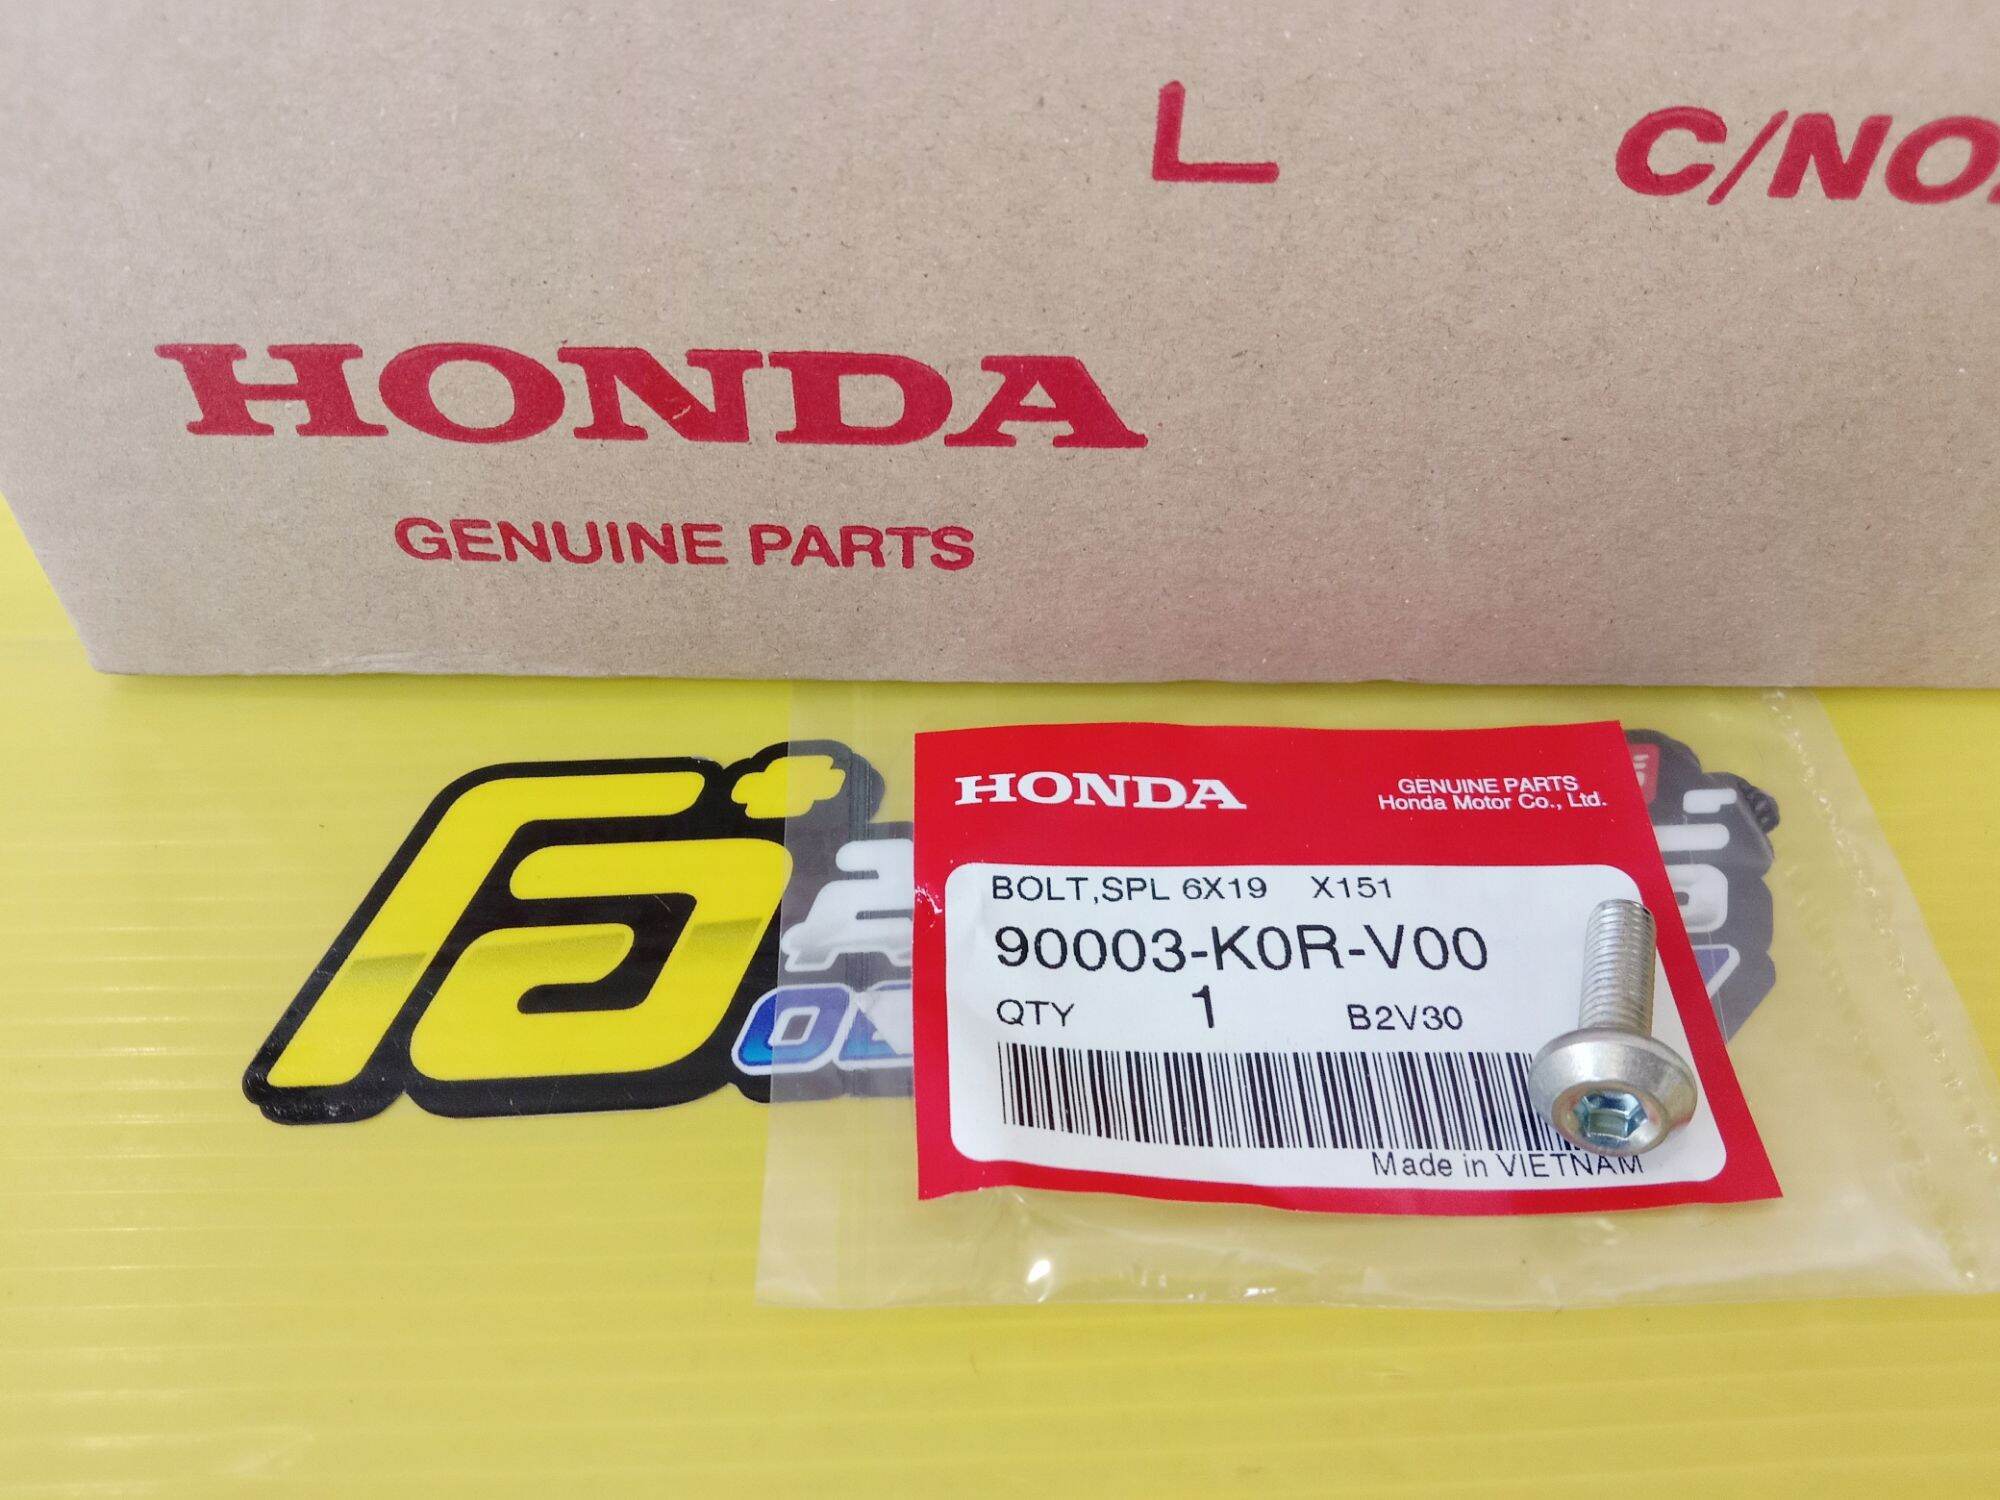 L
C/NO.
HONDA
GENUINE PARTS
HONDA
GENUINE PARTS
Honda Motor Co., Ltd.
BOLT,SPL 6X19 X151
90003-K0R-V00
QTY 1 B2V30
Made in VIETNAM